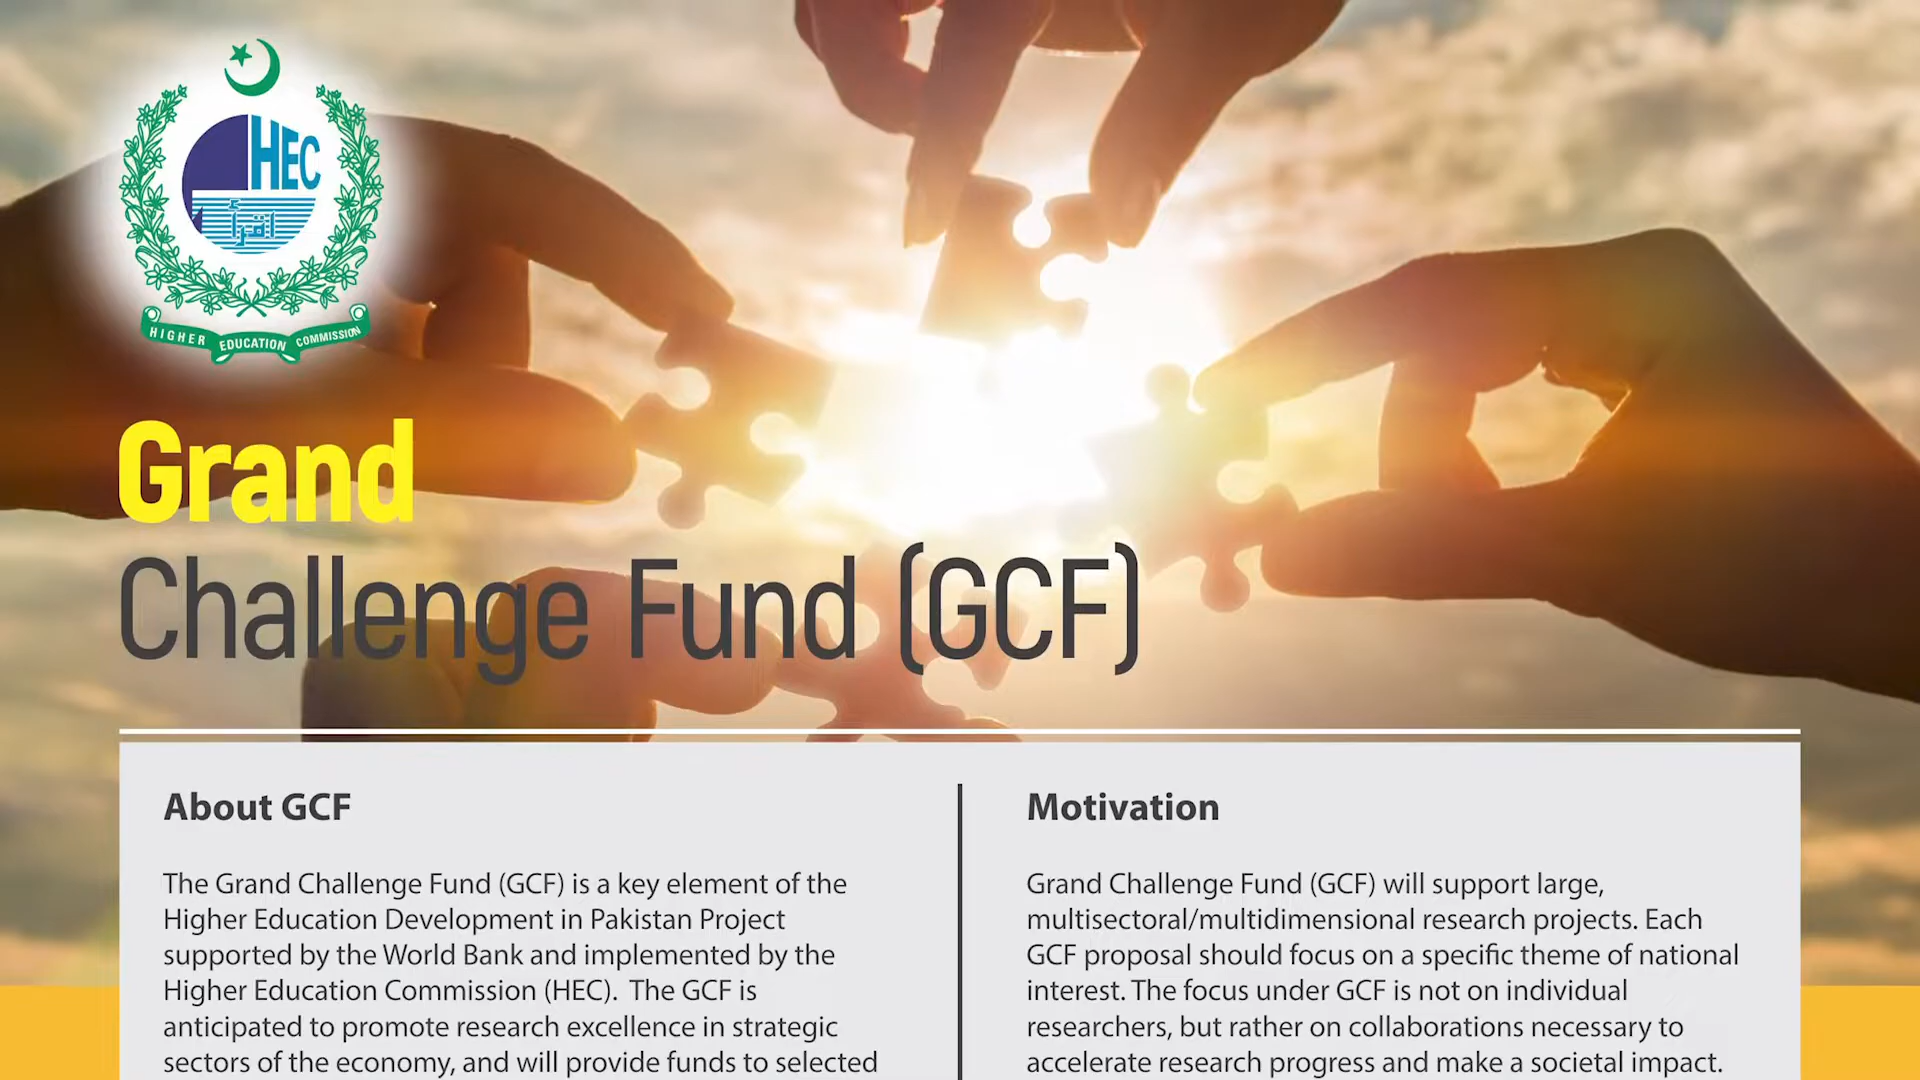 HEC
اقرأ
HIGHER EDUCATION COMMISSION
Grand
Challenge Fund (GCF)
About GCF
The Grand Challenge Fund (GCF) is a key element of the
Higher Education Development in Pakistan Project
supported by the World Bank and implemented by the
Higher Education Commission (HEC).  The GCF is
anticipated to promote research excellence in strategic
sectors of the economy, and will provide funds to selected
Motivation
Grand Challenge Fund (GCF) will support large,
multisectoral/multidimensional research projects. Each
GCF proposal should focus on a specific theme of national
interest. The focus under GCF is not on individual
researchers, but rather on collaborations necessary to
accelerate research progress and make a societal impact.